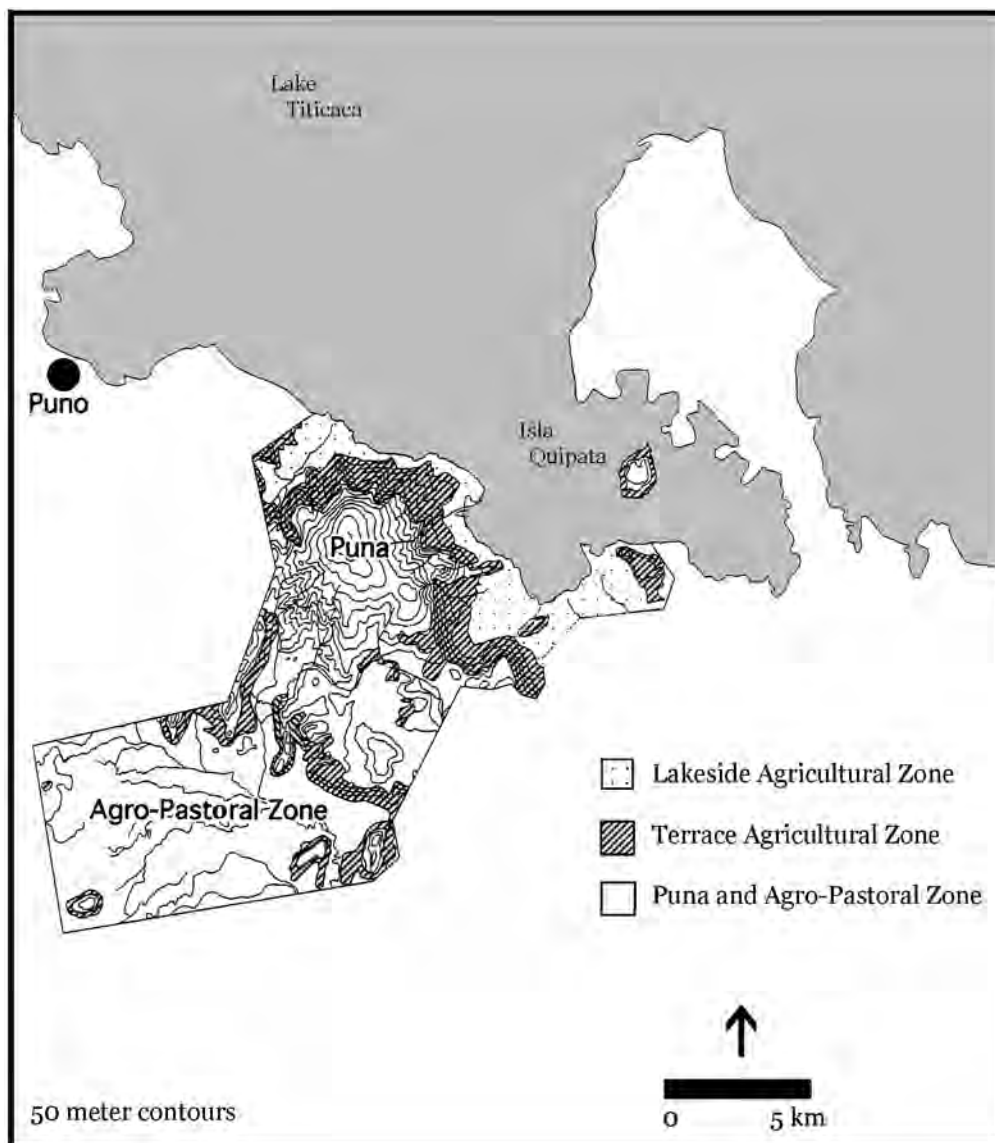 Lake
Titicaca
Puno
Isla
Quipata
Puna
Agro-Pastoral Zone
Lakeside Agricultural Zone
Terrace Agricultural Zone
Puna and Agro-Pastoral Zone
50 meter contours
0 5 km